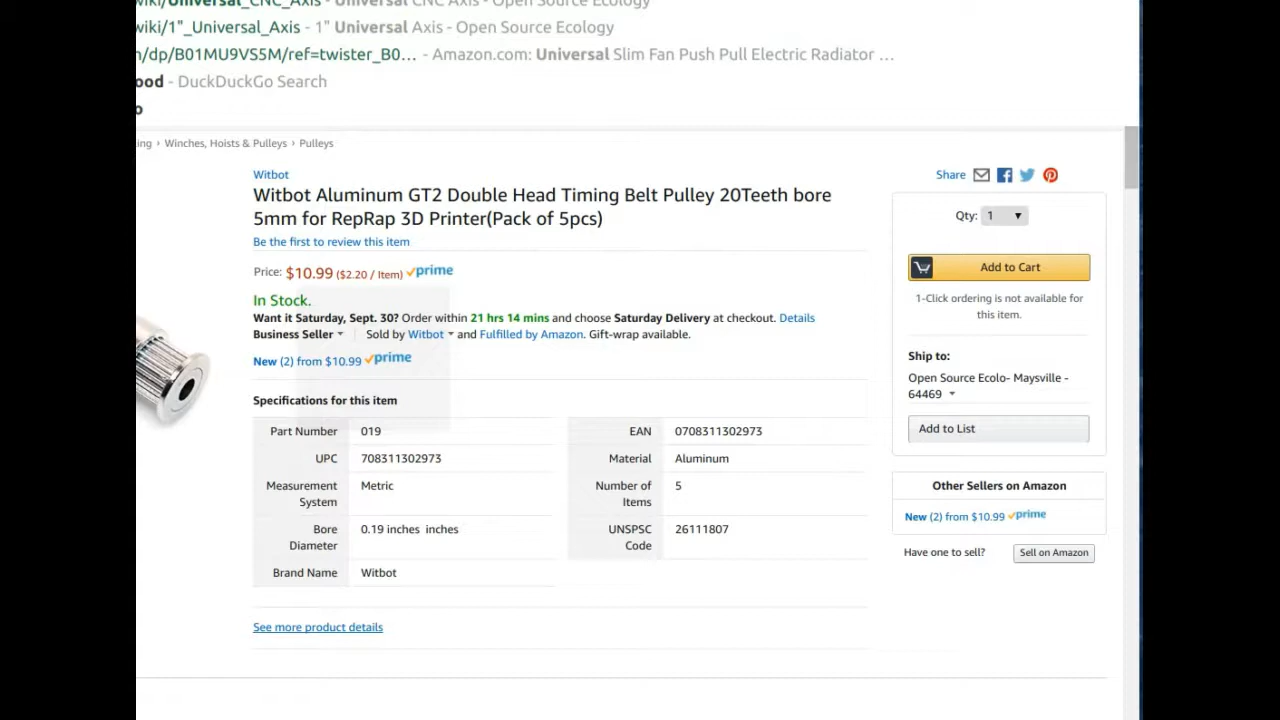 wiki/Universal_CNC_Axis - Universal CNC Axis - Open Source Ecology
wiki/1"_Universal_Axis - 1" Universal Axis - Open Source Ecology
n/dp/B01MU9VS5M/ref=twister_B0… - Amazon.com: Universal Slim Fan Push Pull Electric Radiator …
ood - DuckDuckGo Search
o
ing › Winches, Hoists & Pulleys › Pulleys
Witbot
Witbot Aluminum GT2 Double Head Timing Belt Pulley 20Teeth bore
5mm for RepRap 3D Printer(Pack of 5pcs)
Be the first to review this item
Price: $10.99 ($2.20 / Item) prime
In Stock.
Want it Saturday, Sept. 30? Order within 21 hrs 14 mins and choose Saturday Delivery at checkout. Details
Business Seller Sold by Witbot and Fulfilled by Amazon. Gift-wrap available.
New (2) from $10.99 prime
Specifications for this item
Part Number 019
UPC 708311302973
Measurement System Metric
Bore Diameter 0.19 inches inches
Brand Name Witbot
EAN 0708311302973
Material Aluminum
Number of Items 5
UNSPSC Code 26111807
See more product details
Share
Qty: 1
Add to Cart
1-Click ordering is not available for
this item.
Ship to:
Open Source Ecolo- Maysville -
64469
Add to List
Other Sellers on Amazon
New (2) from $10.99 prime
Have one to sell? Sell on Amazon